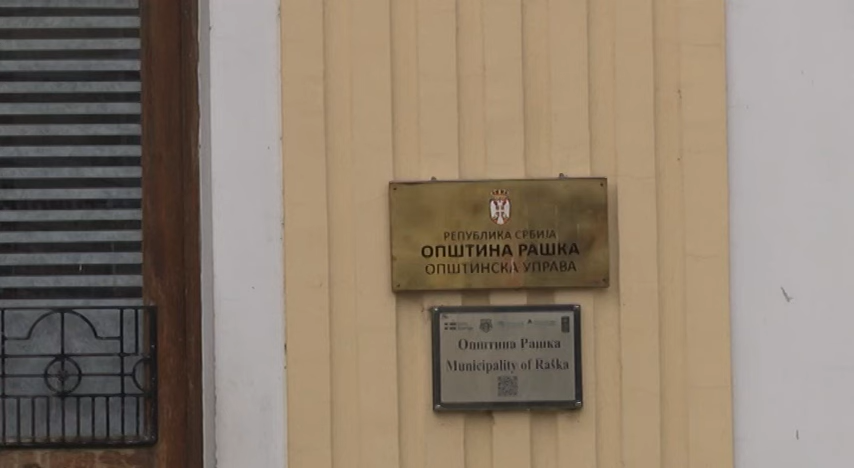 РЕПУБЛИКА СРБИЈА
ОПШТИНА РАШКА
ОПШТИНСКА УПРАВА
Општина Рашка
Municipality of Raška